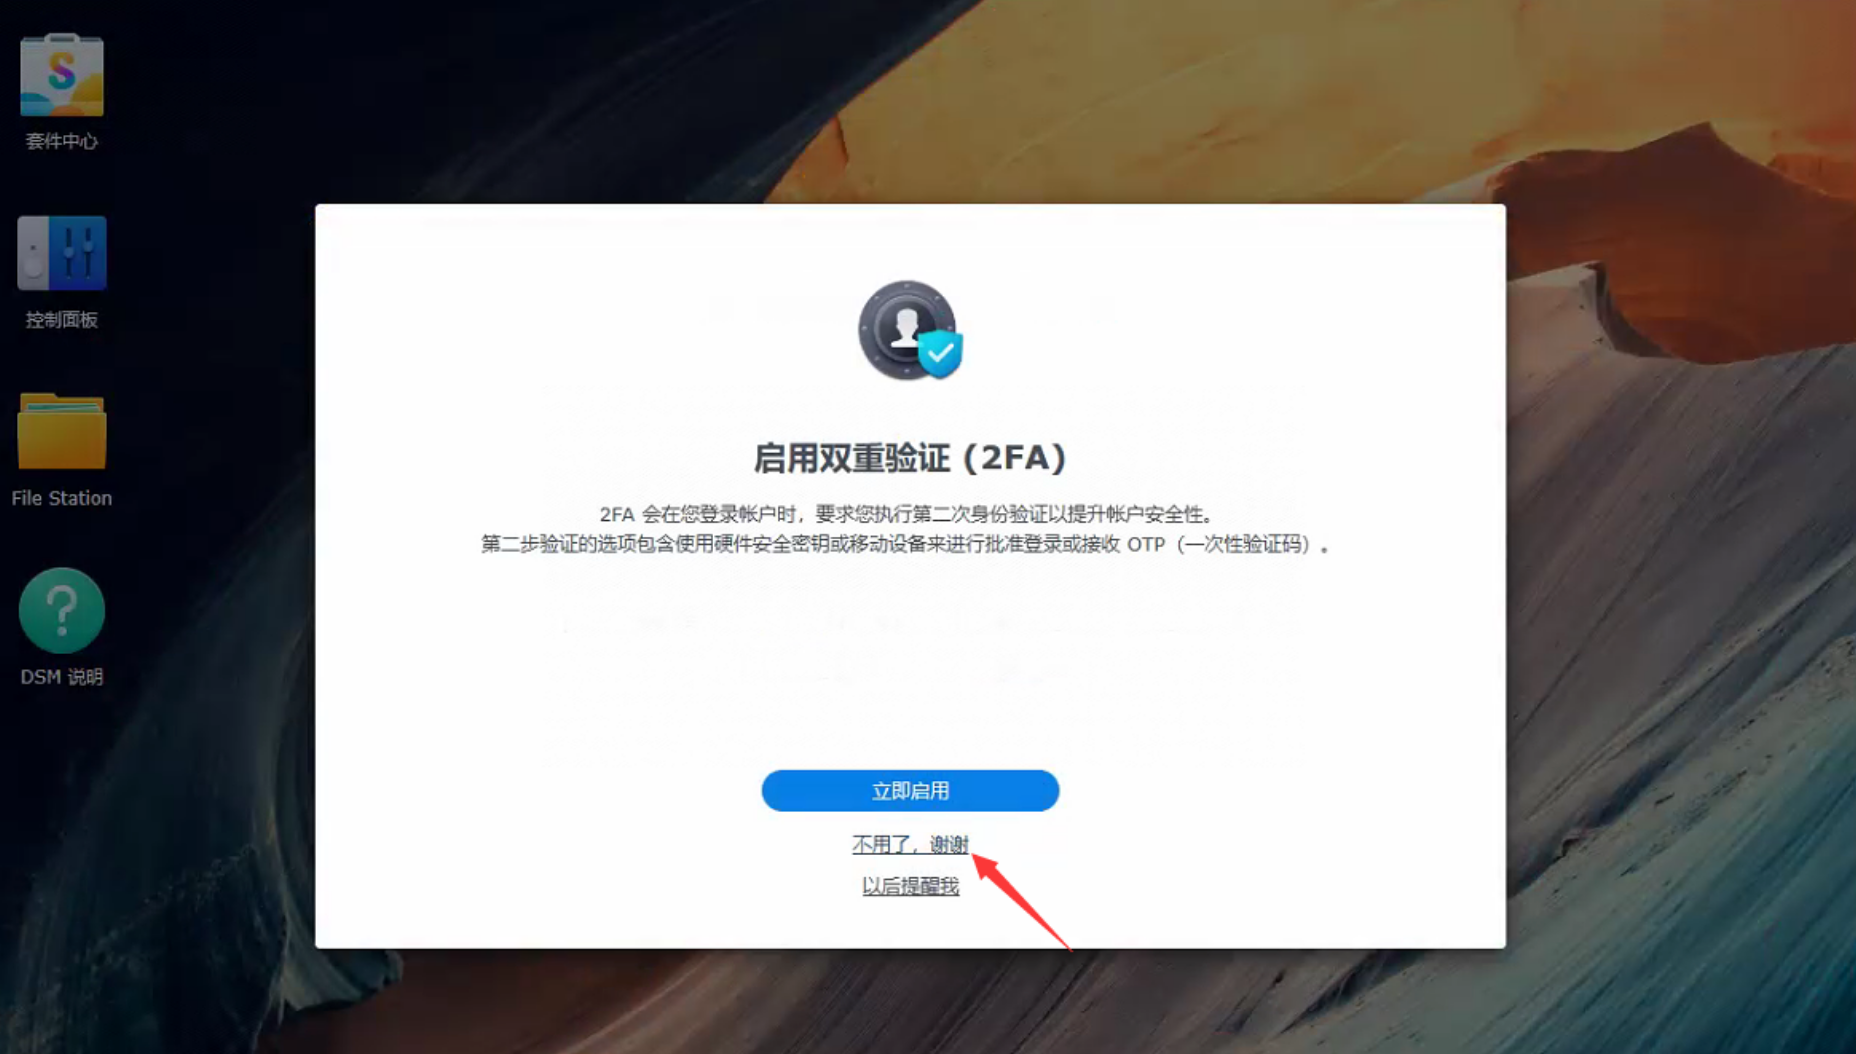 套件中心
控制面板
File Station
DSM 说明
启用双重验证 (2FA)
2FA 会在您登录帐户时，要求您执行第二次身份验证以提升帐户安全性。
第二步验证的选项包含使用硬件安全密钥或移动设备来进行批准登录或接收 OTP（一次性验证码）。
立即启用
不用了，谢谢
以后提醒我